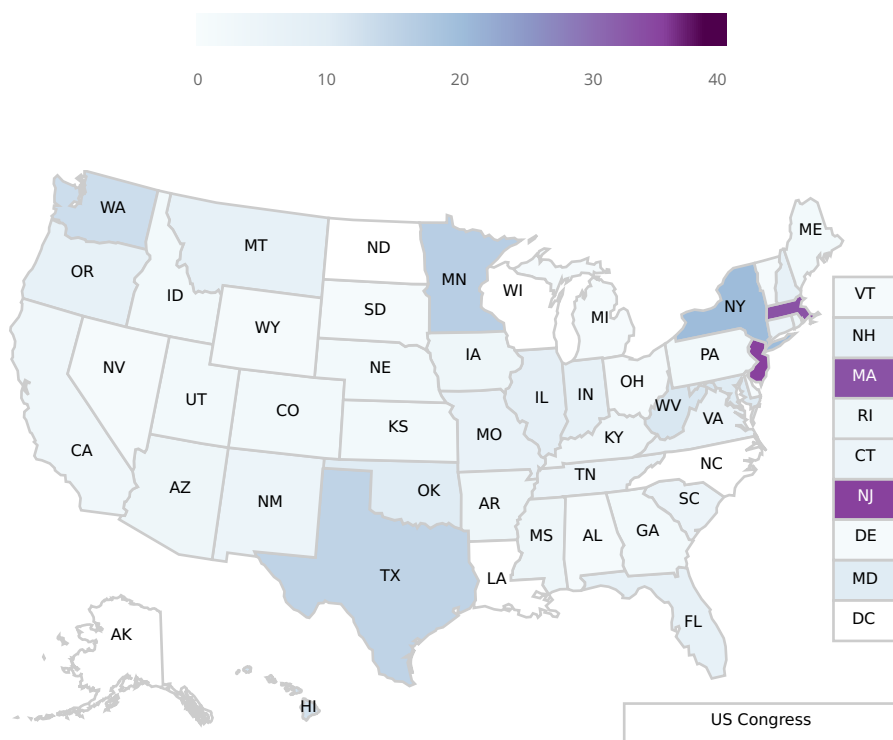 0 10 20 30 40
WA
ME
MT
ND
OR
MN
ID
WI
VT
SD
NY
MI
WY
NH
IA
PA
NV
NE
MA
OH
UT
IL
IN
CO
WV
RI
KS
VA
MO
KY
CA
CT
NC
AZ
TN
OK
NJ
NM
SC
AR
GA
MS
AL
DE
TX
LA
MD
FL
DC
AK
HI
US Congress